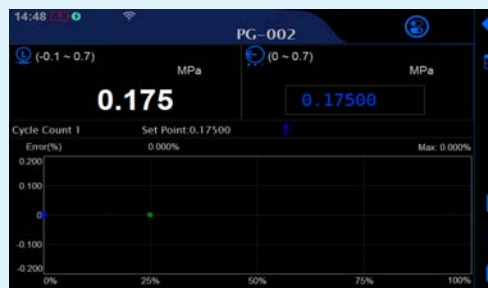 14:48
PG-002
(-0.1 ~ 0.7)
MPa
0.175
(0 ~ 0.7)
MPa
0.17500
Cycle Count 1 Set Point:0.17500
Error(%) 0.000% Max: 0.000%
0.200
0.100
0
-0.100
-0.200
0% 25% 50% 75% 100%